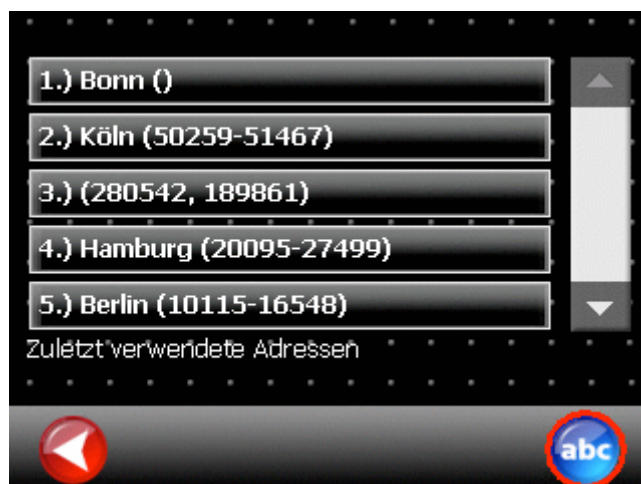 1.) Bonn ()
2.) Köln (50259-51467)
3.) (280542, 189861)
4.) Hamburg (20095-27499)
5.) Berlin (10115-16548)
Zuletzt verwendete Adressen
abc